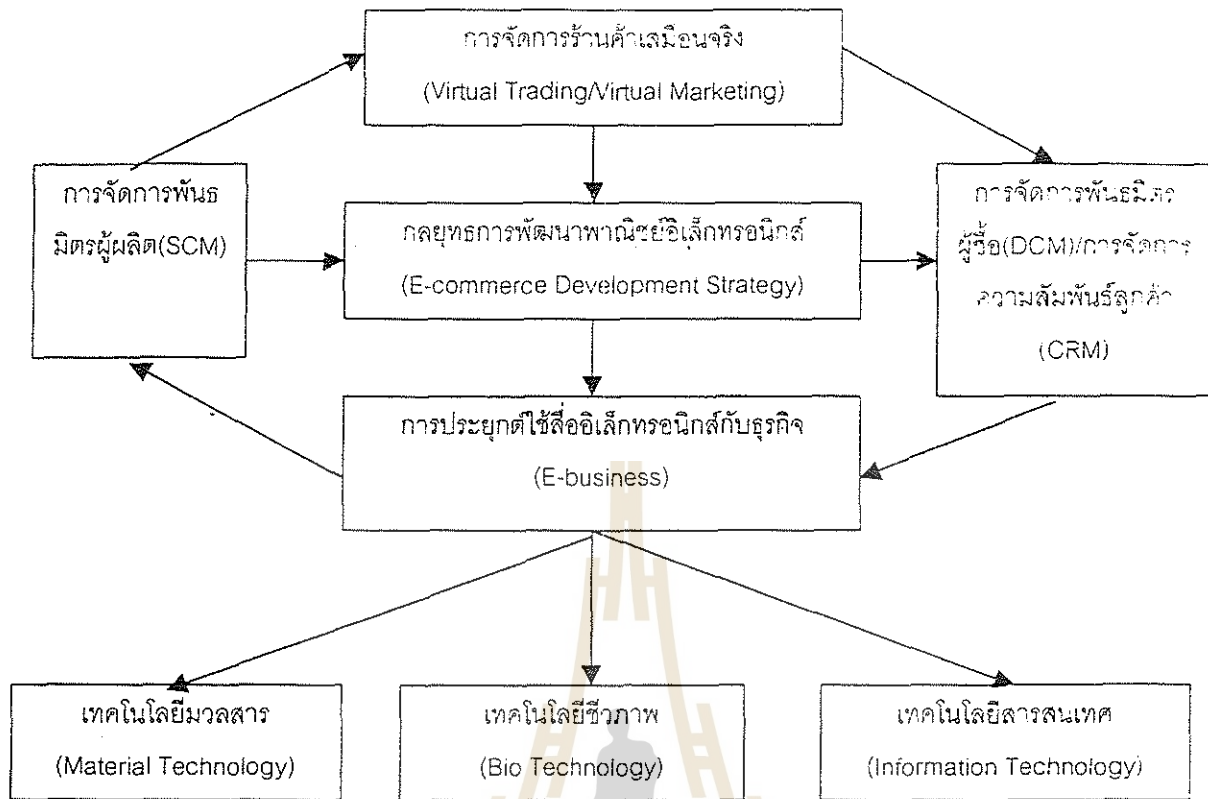 การจัดการร้านค้าเสมือนจริง
(Virtual Trading/Virtual Marketing)
การจัดการพันธ
มิตรผู้ผลิต(SCM)
กลยุทธการพัฒนาพาณิชย์อิเล็กทรอนิกส์
(E-commerce Development Strategy)
การจัดการพันธมิตร
ผู้ซื้อ(DCM)/การจัดการ
ความสัมพันธ์ลูกค้า
(CRM)
การประยุกต์ใช้สื่ออิเล็กทรอนิกส์กับธุรกิจ
(E-business)
เทคโนโลยีมวลสาร
(Material Technology)
เทคโนโลยีชีวภาพ
(Bio Technology)
เทคโนโลยีสารสนเทศ
(Information Technology)